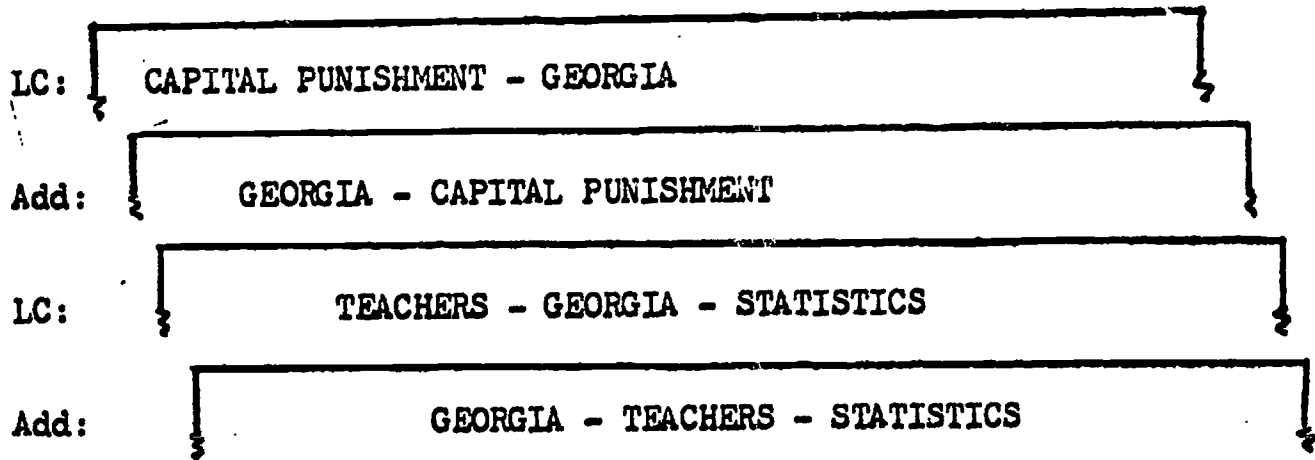 LC: CAPITAL PUNISHMENT - GEORGIA
Add: GEORGIA - CAPITAL PUNISHMENT
LC: TEACHERS - GEORGIA - STATISTICS
Add: GEORGIA - TEACHERS - STATISTICS